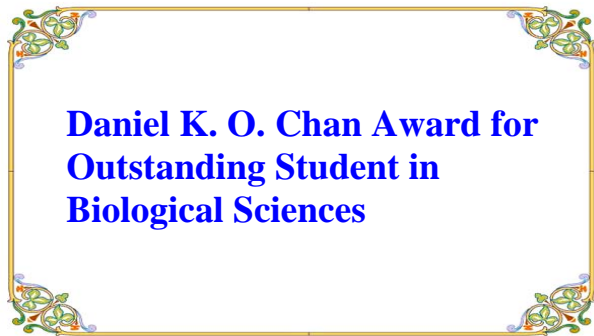 Daniel K. O. Chan Award for
Outstanding Student in
Biological Sciences